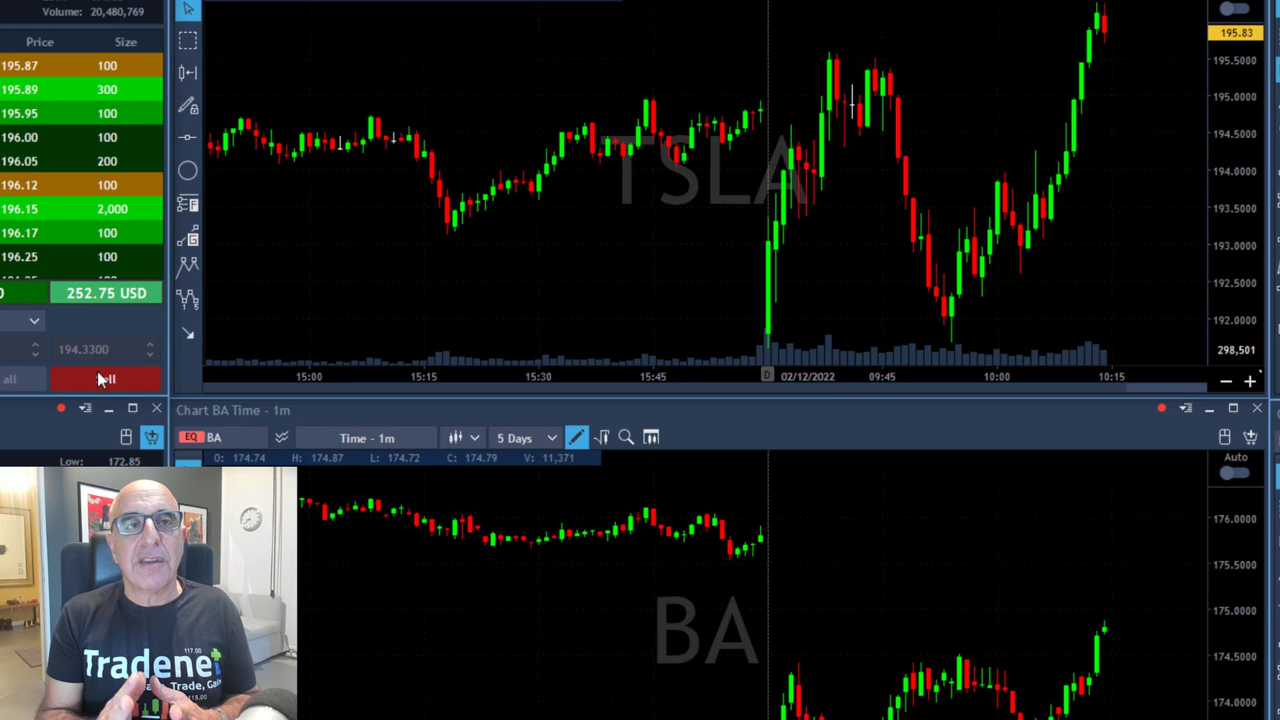 Volume: 20,480,769
Price Size
195.87 100
195.89 300
195.95 100
196.00 100
196.05 200
196.12 100
196.15 2,000
196.17 100
196.25 100
0 252.75 USD
194.3300
all
TSLA
195.83
195.5000
195.0000
194.5000
194.0000
193.5000
193.0000
192.5000
192.0000
298,501
15:00 15:15 15:30 15:45 D 02/12/2022 09:45 10:00 10:15
Chart BA Time - 1m
EQ BA Time - 1m 5 Days
O: 174.74 H: 174.87 L: 174.72 C: 174.79 V: 11,371
Low: 172.85
Auto
BA
176.0000
175.5000
175.0000
174.5000
174.0000
117.00
Tradenet
Trade, Gain
115.00